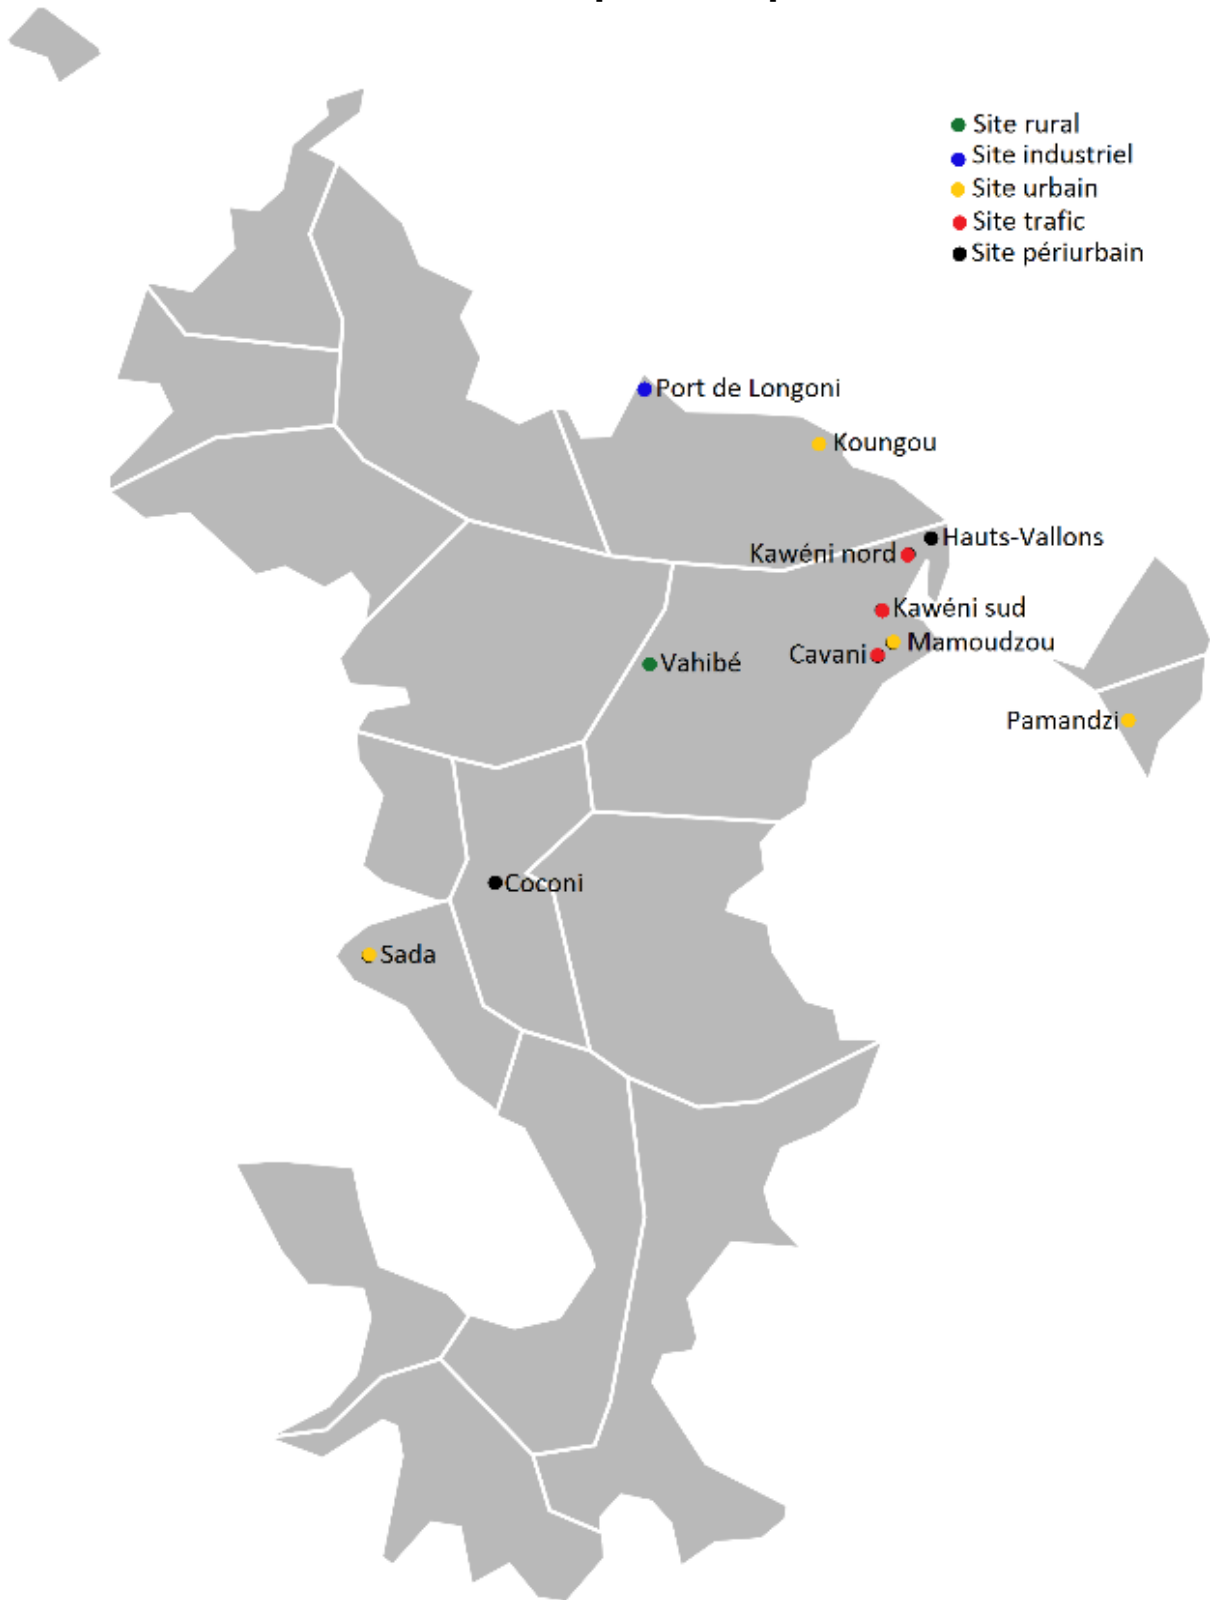 Site rural
Site industriel
Site urbain
Site trafic
Site périurbain
Port de Longoni
Koungou
Hauts-Vallons
Kawéni nord
Kawéni sud
Mamoudzou
Cavani
Vahibé
Pamandzi
Coconi
Sada